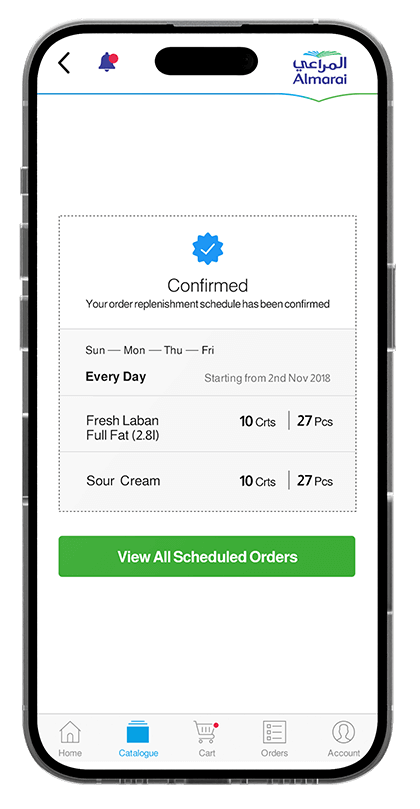 المراعي
Almarai
Confirmed
Your order replenishment schedule has been confirmed
Sun — Mon — Thu — Fri
Every Day Starting from 2nd Nov 2018
Fresh Laban
Full Fat (2.8l) 10 Crts 27 Pcs
Sour Cream 10 Crts 27 Pcs
View All Scheduled Orders
Home Catalogue Cart Orders Account